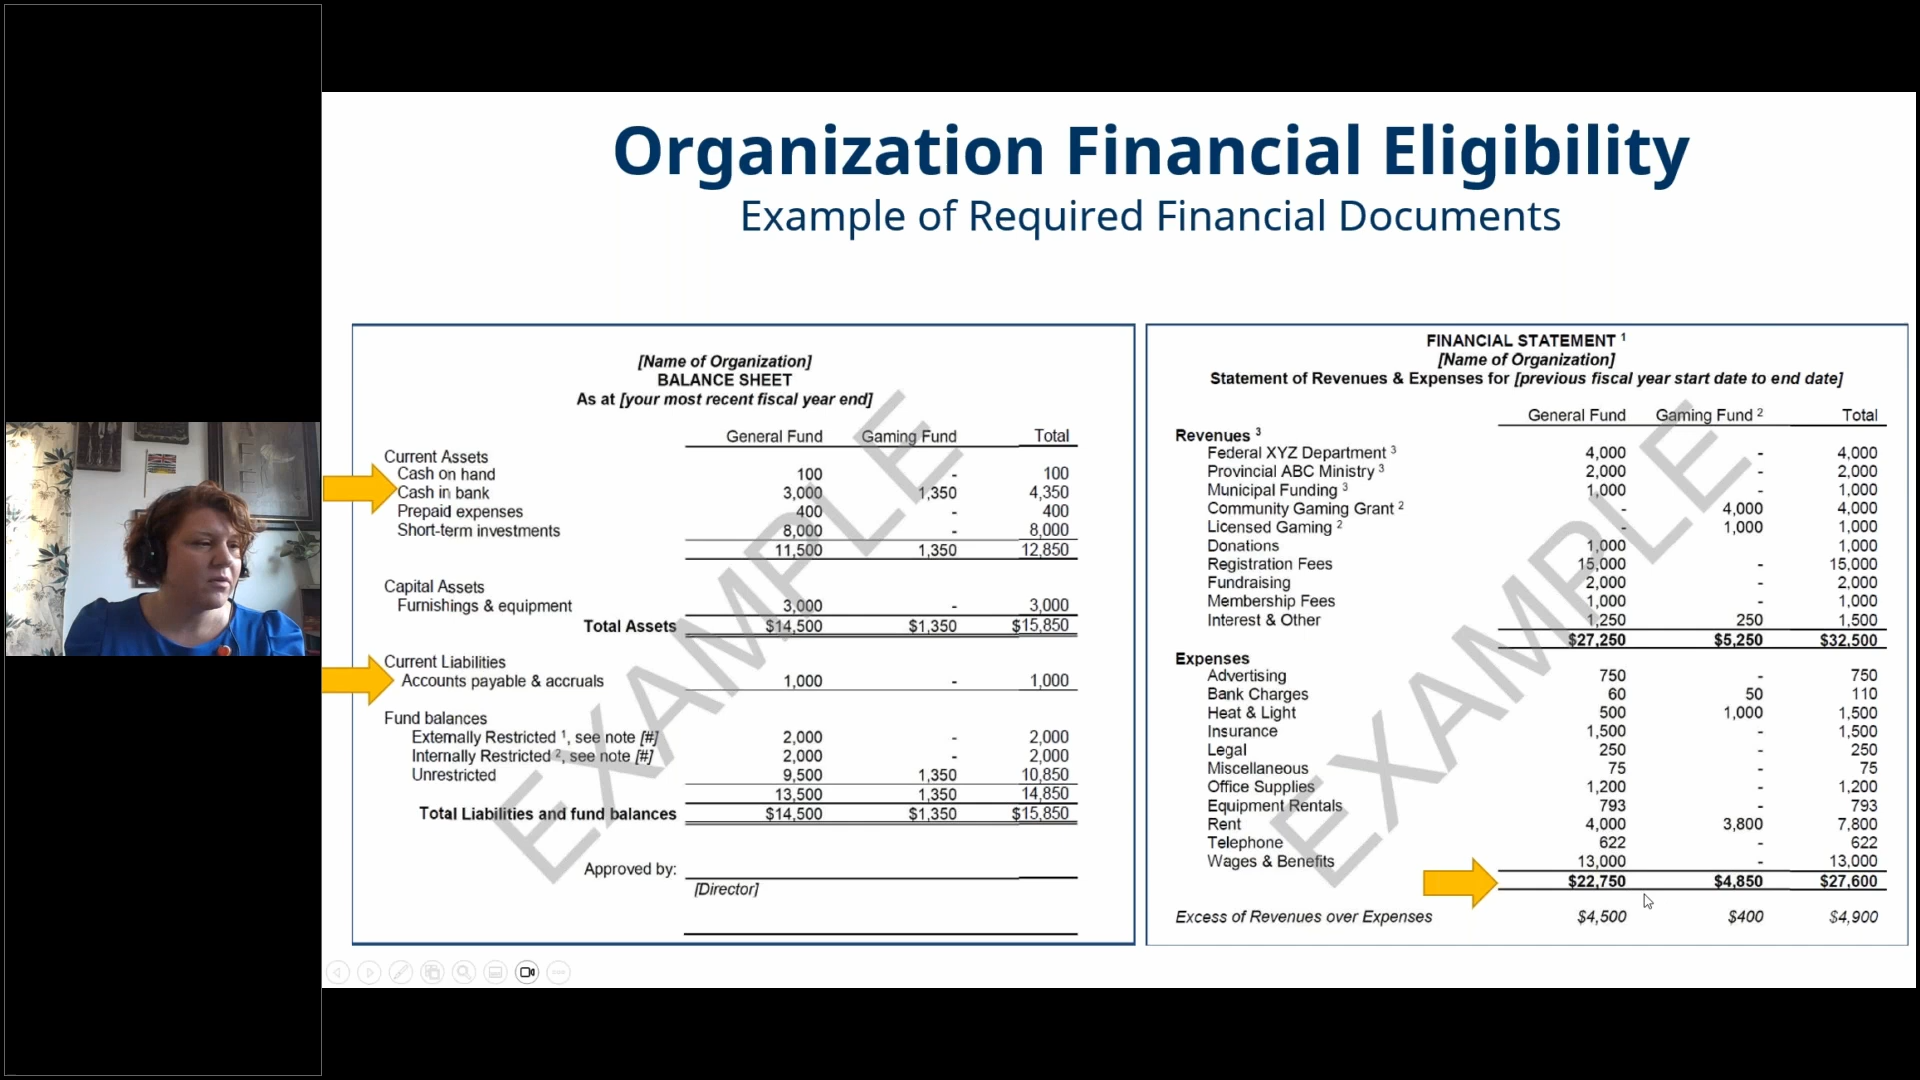 Organization Financial Eligibility
Example of Required Financial Documents
[Name of Organization]
BALANCE SHEET
As at [your most recent fiscal year end]
General Fund Gaming Fund Total
Current Assets
Cash on hand 100 - 100
Cash in bank 3,000 1,350 4,350
Prepaid expenses 400 - 400
Short-term investments 8,000 - 8,000
11,500 1,350 12,850
Capital Assets
Furnishings & equipment 3,000 - 3,000
Total Assets $14,500 $1,350 $15,850
Current Liabilities
Accounts payable & accruals 1,000 - 1,000
Fund balances
Externally Restricted 1, see note [#] 2,000 - 2,000
Internally Restricted 2, see note [#] 2,000 - 2,000
Unrestricted 9,500 1,350 10,850
13,500 1,350 14,850
Total Liabilities and fund balances $14,500 $1,350 $15,850
Approved by:
[Director]
EXAMPLE
FINANCIAL STATEMENT 1
[Name of Organization]
Statement of Revenues & Expenses for [previous fiscal year start date to end date]
General Fund Gaming Fund 2 Total
Revenues 3
Federal XYZ Department 3 4,000 - 4,000
Provincial ABC Ministry 3 2,000 - 2,000
Municipal Funding 3 1,000 - 1,000
Community Gaming Grant 2 - 4,000 4,000
Licensed Gaming 2 - 1,000 1,000
Donations 1,000 - 1,000
Registration Fees 15,000 - 15,000
Fundraising 2,000 - 2,000
Membership Fees 1,000 - 1,000
Interest & Other 1,250 250 1,500
$27,250 $5,250 $32,500
Expenses
Advertising 750 - 750
Bank Charges 60 50 110
Heat & Light 500 1,000 1,500
Insurance 1,500 - 1,500
Legal 250 - 250
Miscellaneous 75 - 75
Office Supplies 1,200 - 1,200
Equipment Rentals 793 - 793
Rent 4,000 3,800 7,800
Telephone 622 - 622
Wages & Benefits 13,000 - 13,000
$22,750 $4,850 $27,600
Excess of Revenues over Expenses $4,500 $400 $4,900
EXAMPLE